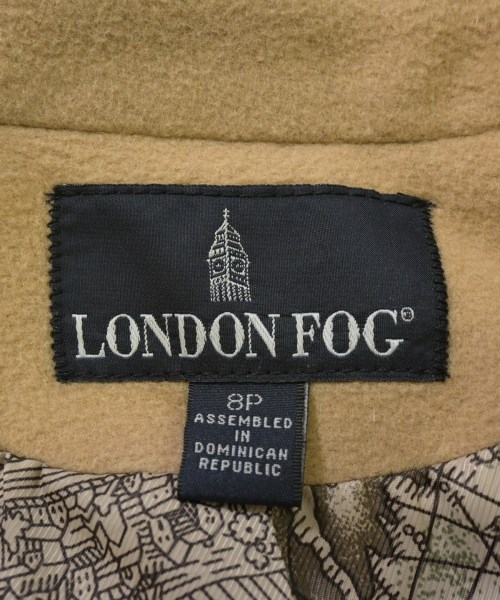 LONDON FOG®
8P
ASSEMBLED
IN
DOMINICAN
REPUBLIC